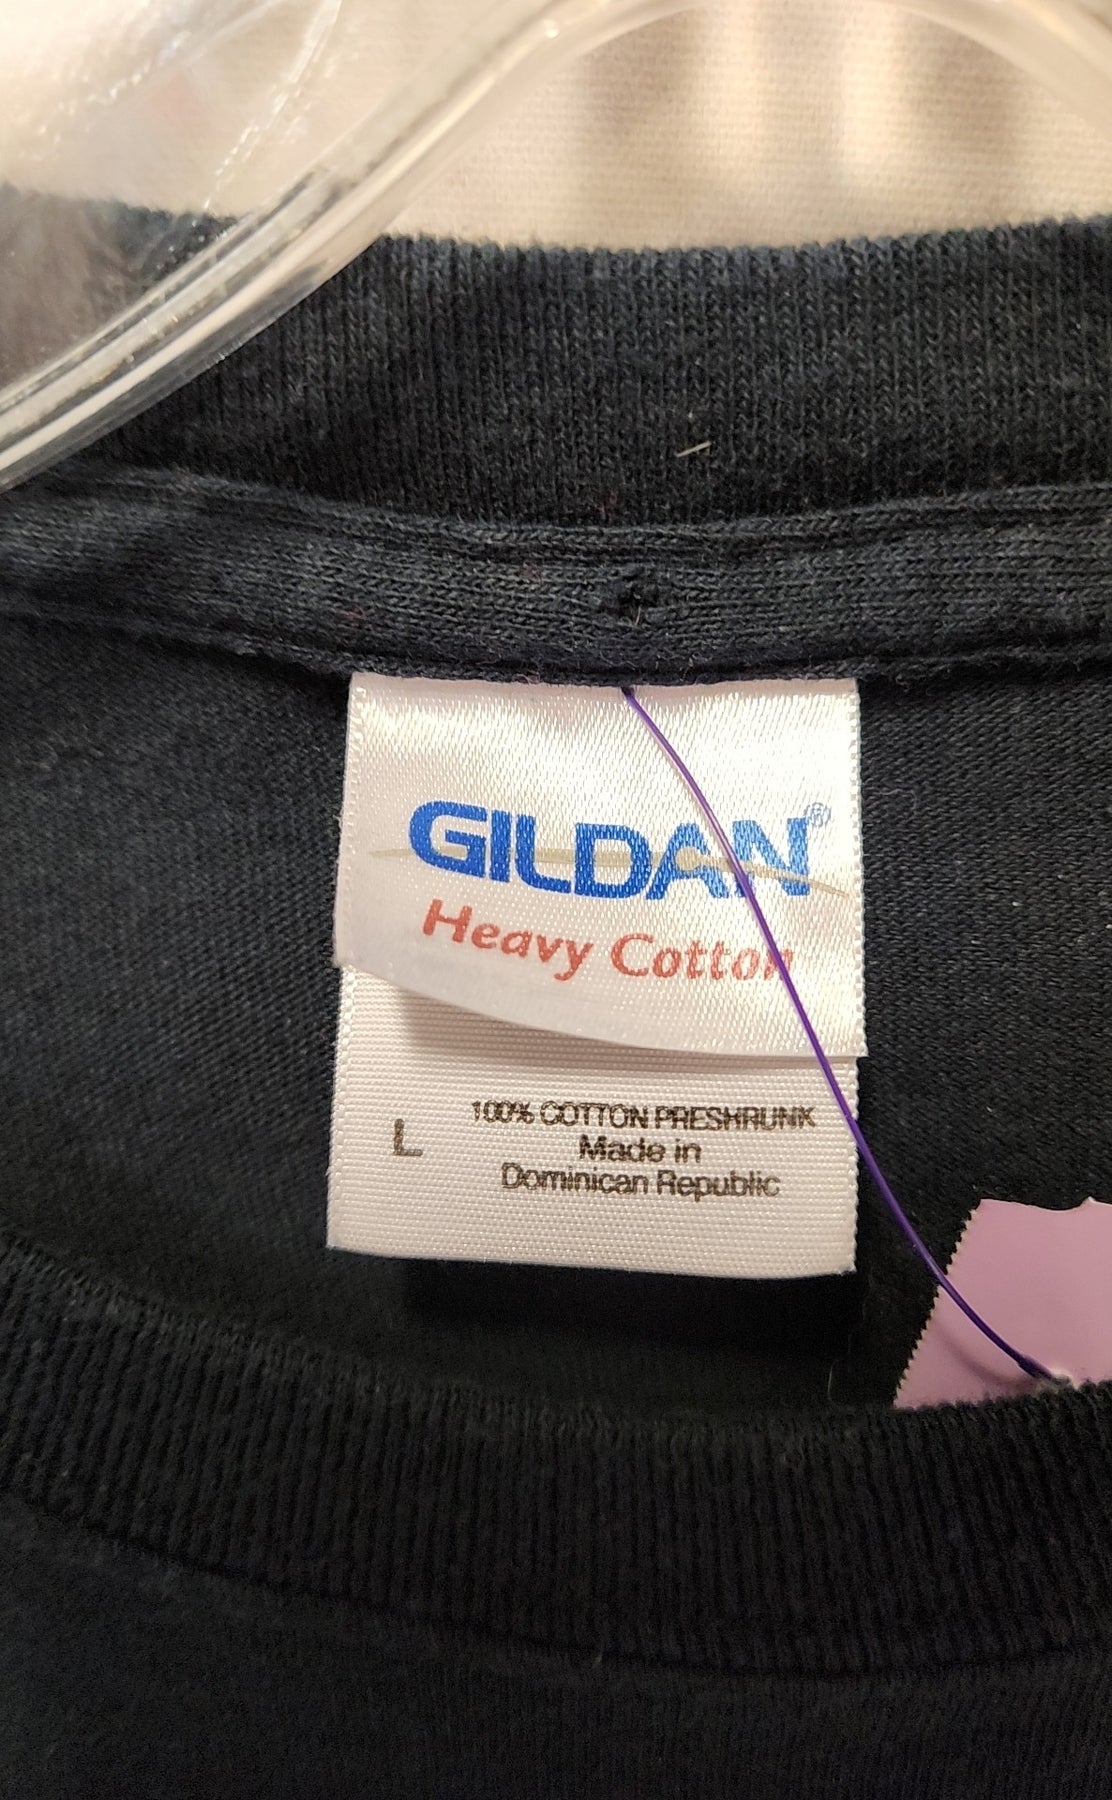 GILDAN®
Heavy Cotton
L
100% COTTON PRESHRUNK
Made in
Dominican Republic